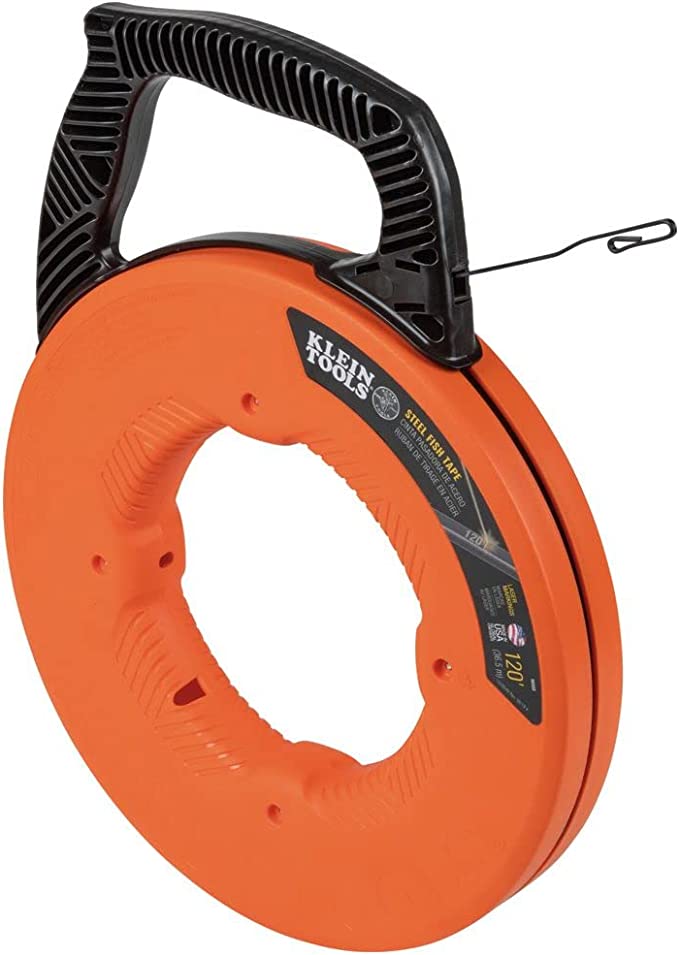 KLEIN
TOOLS
STEEL FISH TAPE
CINTA PASADORA DE ACERO
RUBAN DE TIRAGE EN ACIER
120'
LASER
MARKINGS
USA
120'
(36.5 m)